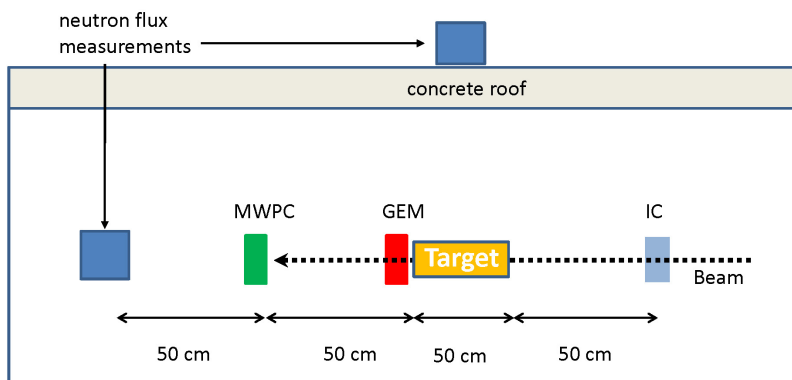 neutron flux
measurements
concrete roof
MWPC
GEM
IC
Target
Beam
50 cm
50 cm
50 cm
50 cm